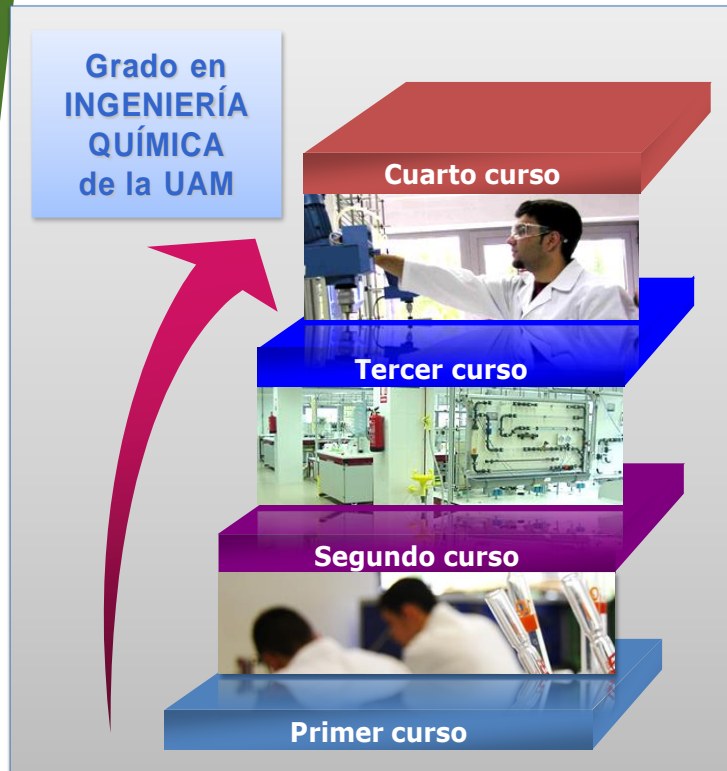 Grado en
INGENIERÍA
QUÍMICA
de la UAM
Cuarto curso
Tercer curso
Segundo curso
Primer curso